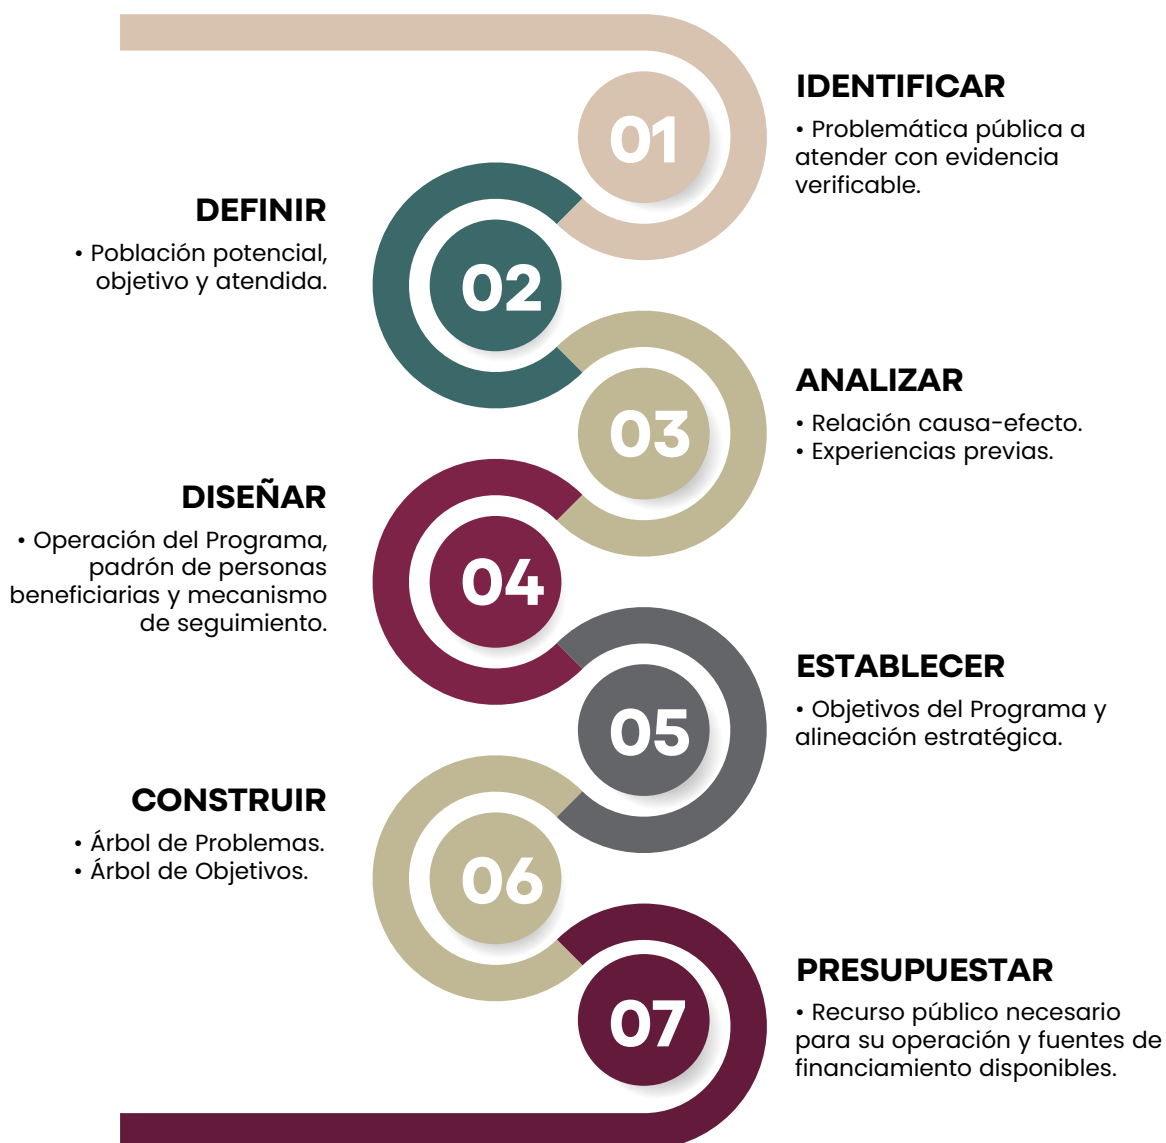 01
IDENTIFICAR
• Problemática pública a
atender con evidencia
verificable.
DEFINIR
• Población potencial,
objetivo y atendida.
02
03
ANALIZAR
• Relación causa-efecto.
• Experiencias previas.
DISEÑAR
• Operación del Programa,
padrón de personas
beneficiarias y mecanismo
de seguimiento.
04
05
ESTABLECER
• Objetivos del Programa y
alineación estratégica.
CONSTRUIR
• Árbol de Problemas.
• Árbol de Objetivos.
06
07
PRESUPUESTAR
• Recurso público necesario
para su operación y fuentes de
financiamiento disponibles.